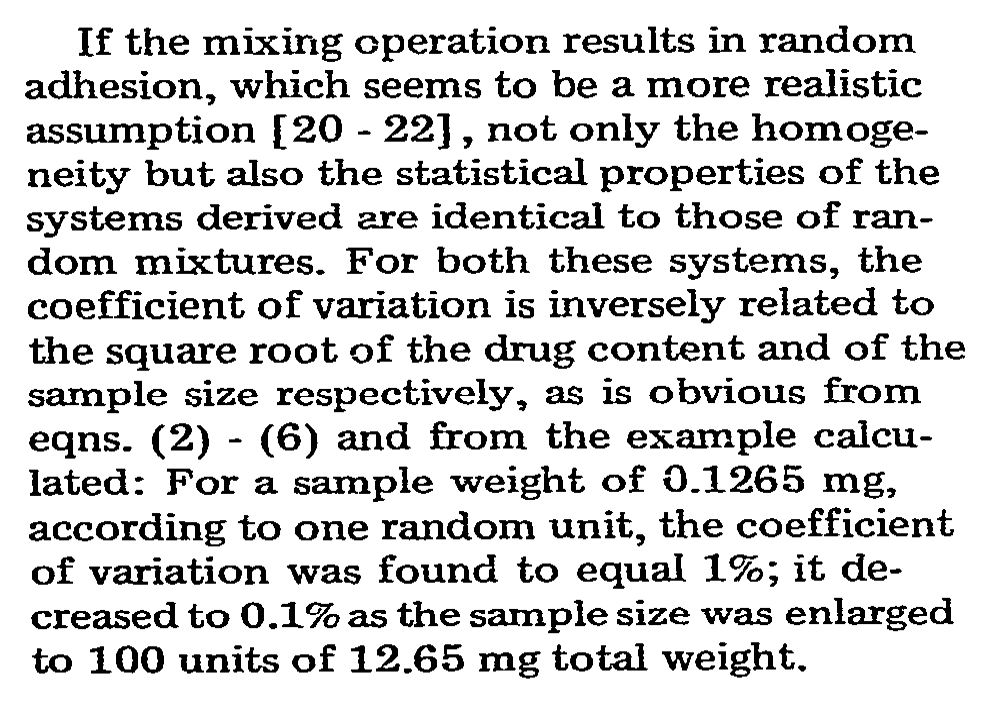 If the mixing operation results in random
adhesion, which seems to be a more realistic
assumption [20 - 22], not only the homoge-
neity but also the statistical properties of the
systems derived are identical to those of ran-
dom mixtures. For both these systems, the
coefficient of variation is inversely related to
the square root of the drug content and of the
sample size respectively, as is obvious from
eqns. (2) - (6) and from the example calcu-
lated: For a sample weight of 0.1265 mg,
according to one random unit, the coefficient
of variation was found to equal 1%; it de-
creased to 0.1% as the sample size was enlarged
to 100 units of 12.65 mg total weight.